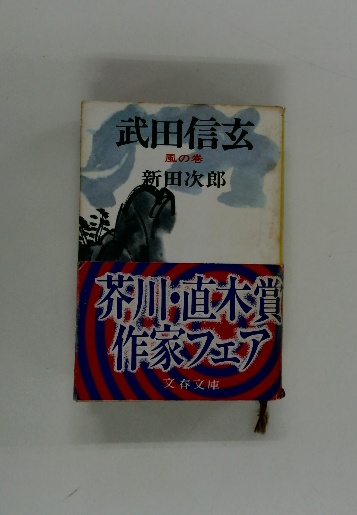 武田信玄
風の巻
新田次郎
芥川・直木賞
作家フェア
文春文庫